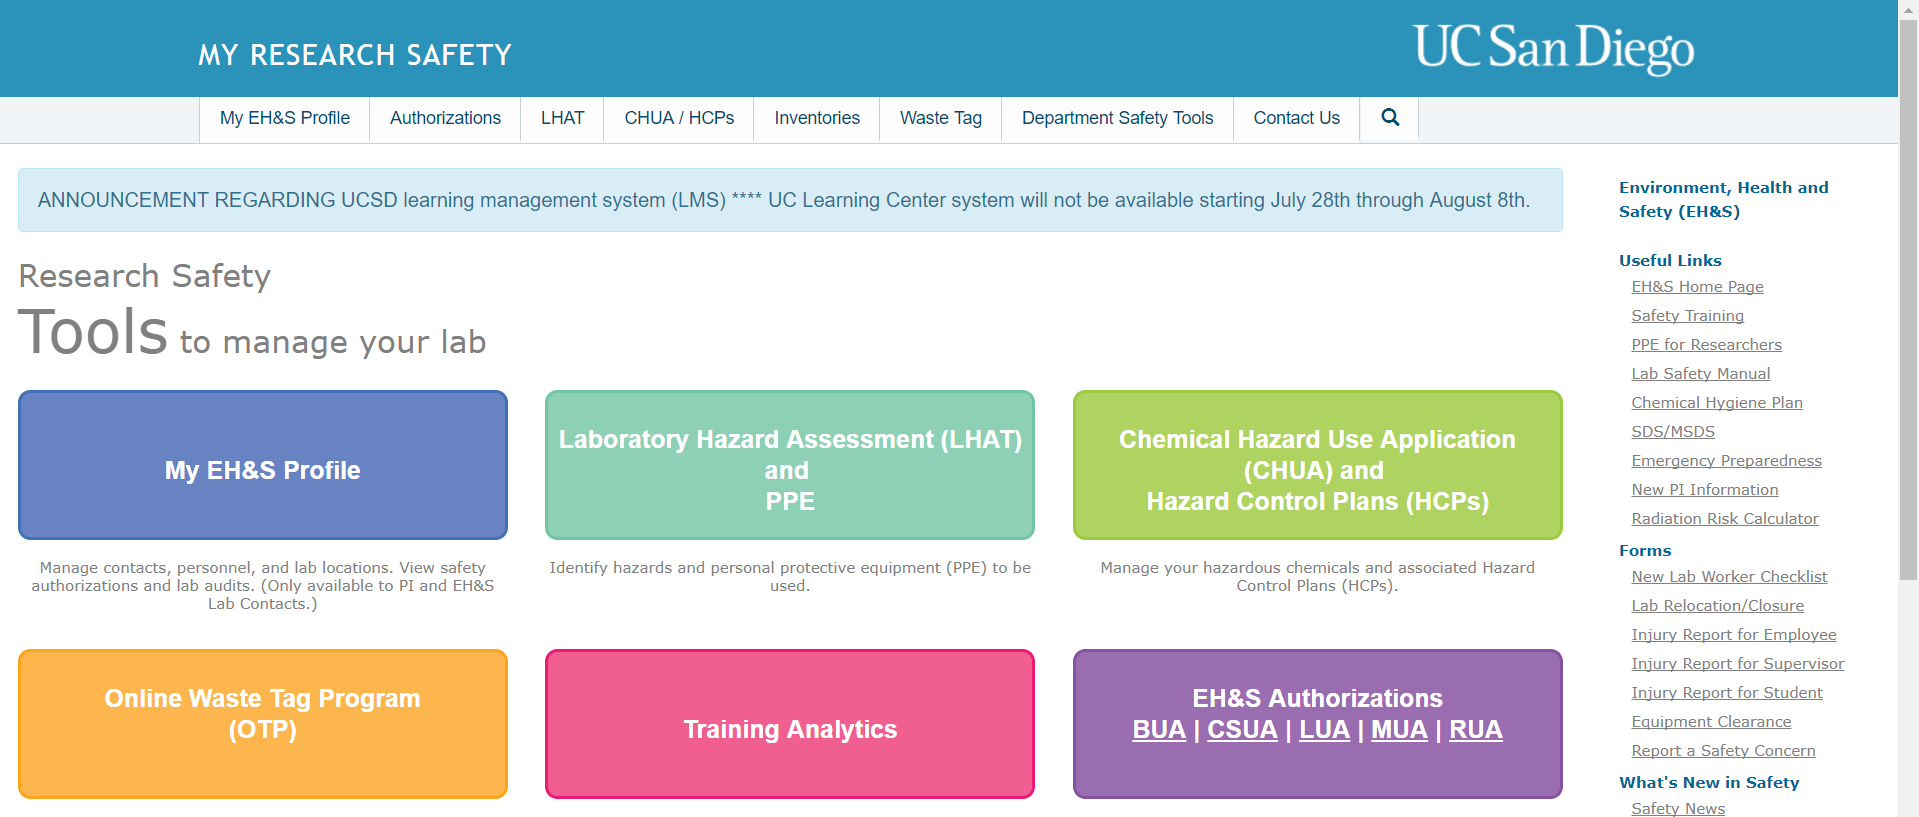 MY RESEARCH SAFETY
UC San Diego
My EH&S Profile
Authorizations
LHAT
CHUA / HCPs
Inventories
Waste Tag
Department Safety Tools
Contact Us
ANNOUNCEMENT REGARDING UCSD learning management system (LMS) **** UC Learning Center system will not be available starting July 28th through August 8th.
Research Safety
Tools to manage your lab
My EH&S Profile
Manage contacts, personnel, and lab locations. View safety
authorizations and lab audits. (Only available to PI and EH&S
Lab Contacts.)
Laboratory Hazard Assessment (LHAT)
and
PPE
Identify hazards and personal protective equipment (PPE) to be
used.
Chemical Hazard Use Application
(CHUA) and
Hazard Control Plans (HCPs)
Manage your hazardous chemicals and associated Hazard
Control Plans (HCPs).
Online Waste Tag Program
(OTP)
Training Analytics
EH&S Authorizations
BUA | CSUA | LUA | MUA | RUA
Environment, Health and
Safety (EH&S)
Useful Links
EH&S Home Page
Safety Training
PPE for Researchers
Lab Safety Manual
Chemical Hygiene Plan
SDS/MSDS
Emergency Preparedness
New PI Information
Radiation Risk Calculator
Forms
New Lab Worker Checklist
Lab Relocation/Closure
Injury Report for Employee
Injury Report for Supervisor
Injury Report for Student
Equipment Clearance
Report a Safety Concern
What's New in Safety
Safety News